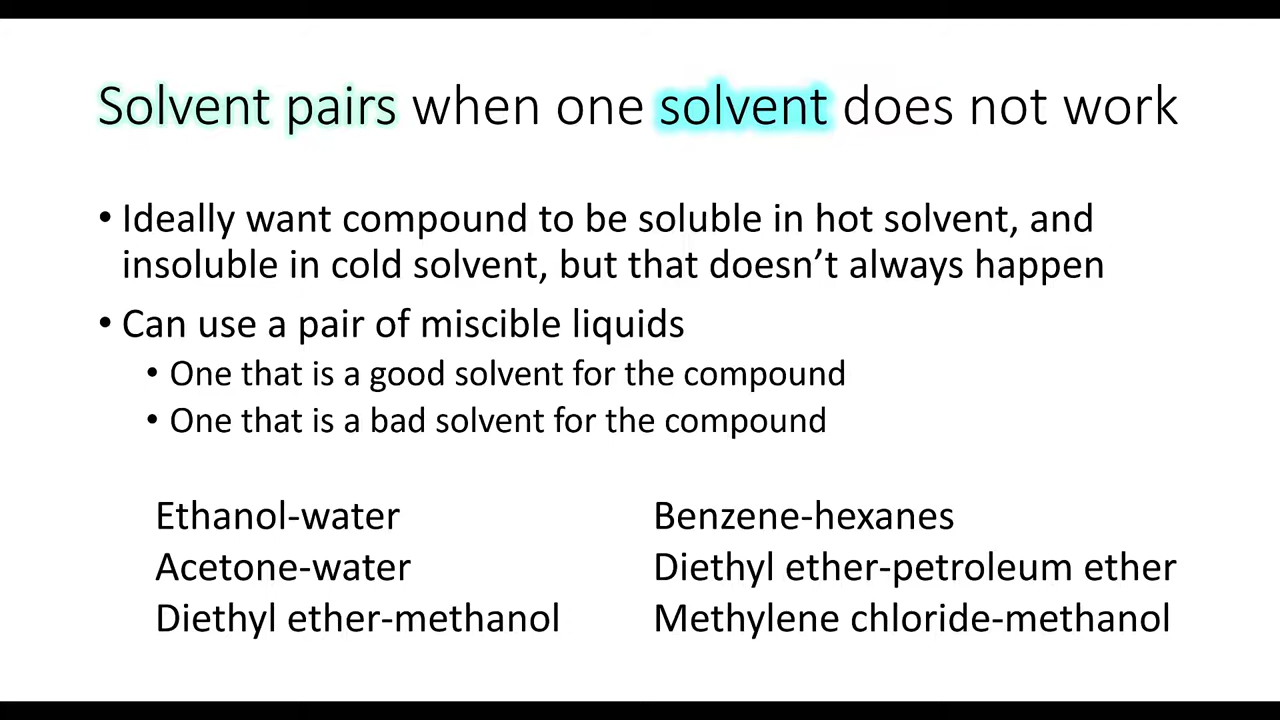 Solvent pairs when one solvent does not work
• Ideally want compound to be soluble in hot solvent, and
insoluble in cold solvent, but that doesn’t always happen
• Can use a pair of miscible liquids
• One that is a good solvent for the compound
• One that is a bad solvent for the compound
Ethanol-water
Acetone-water
Diethyl ether-methanol
Benzene-hexanes
Diethyl ether-petroleum ether
Methylene chloride-methanol